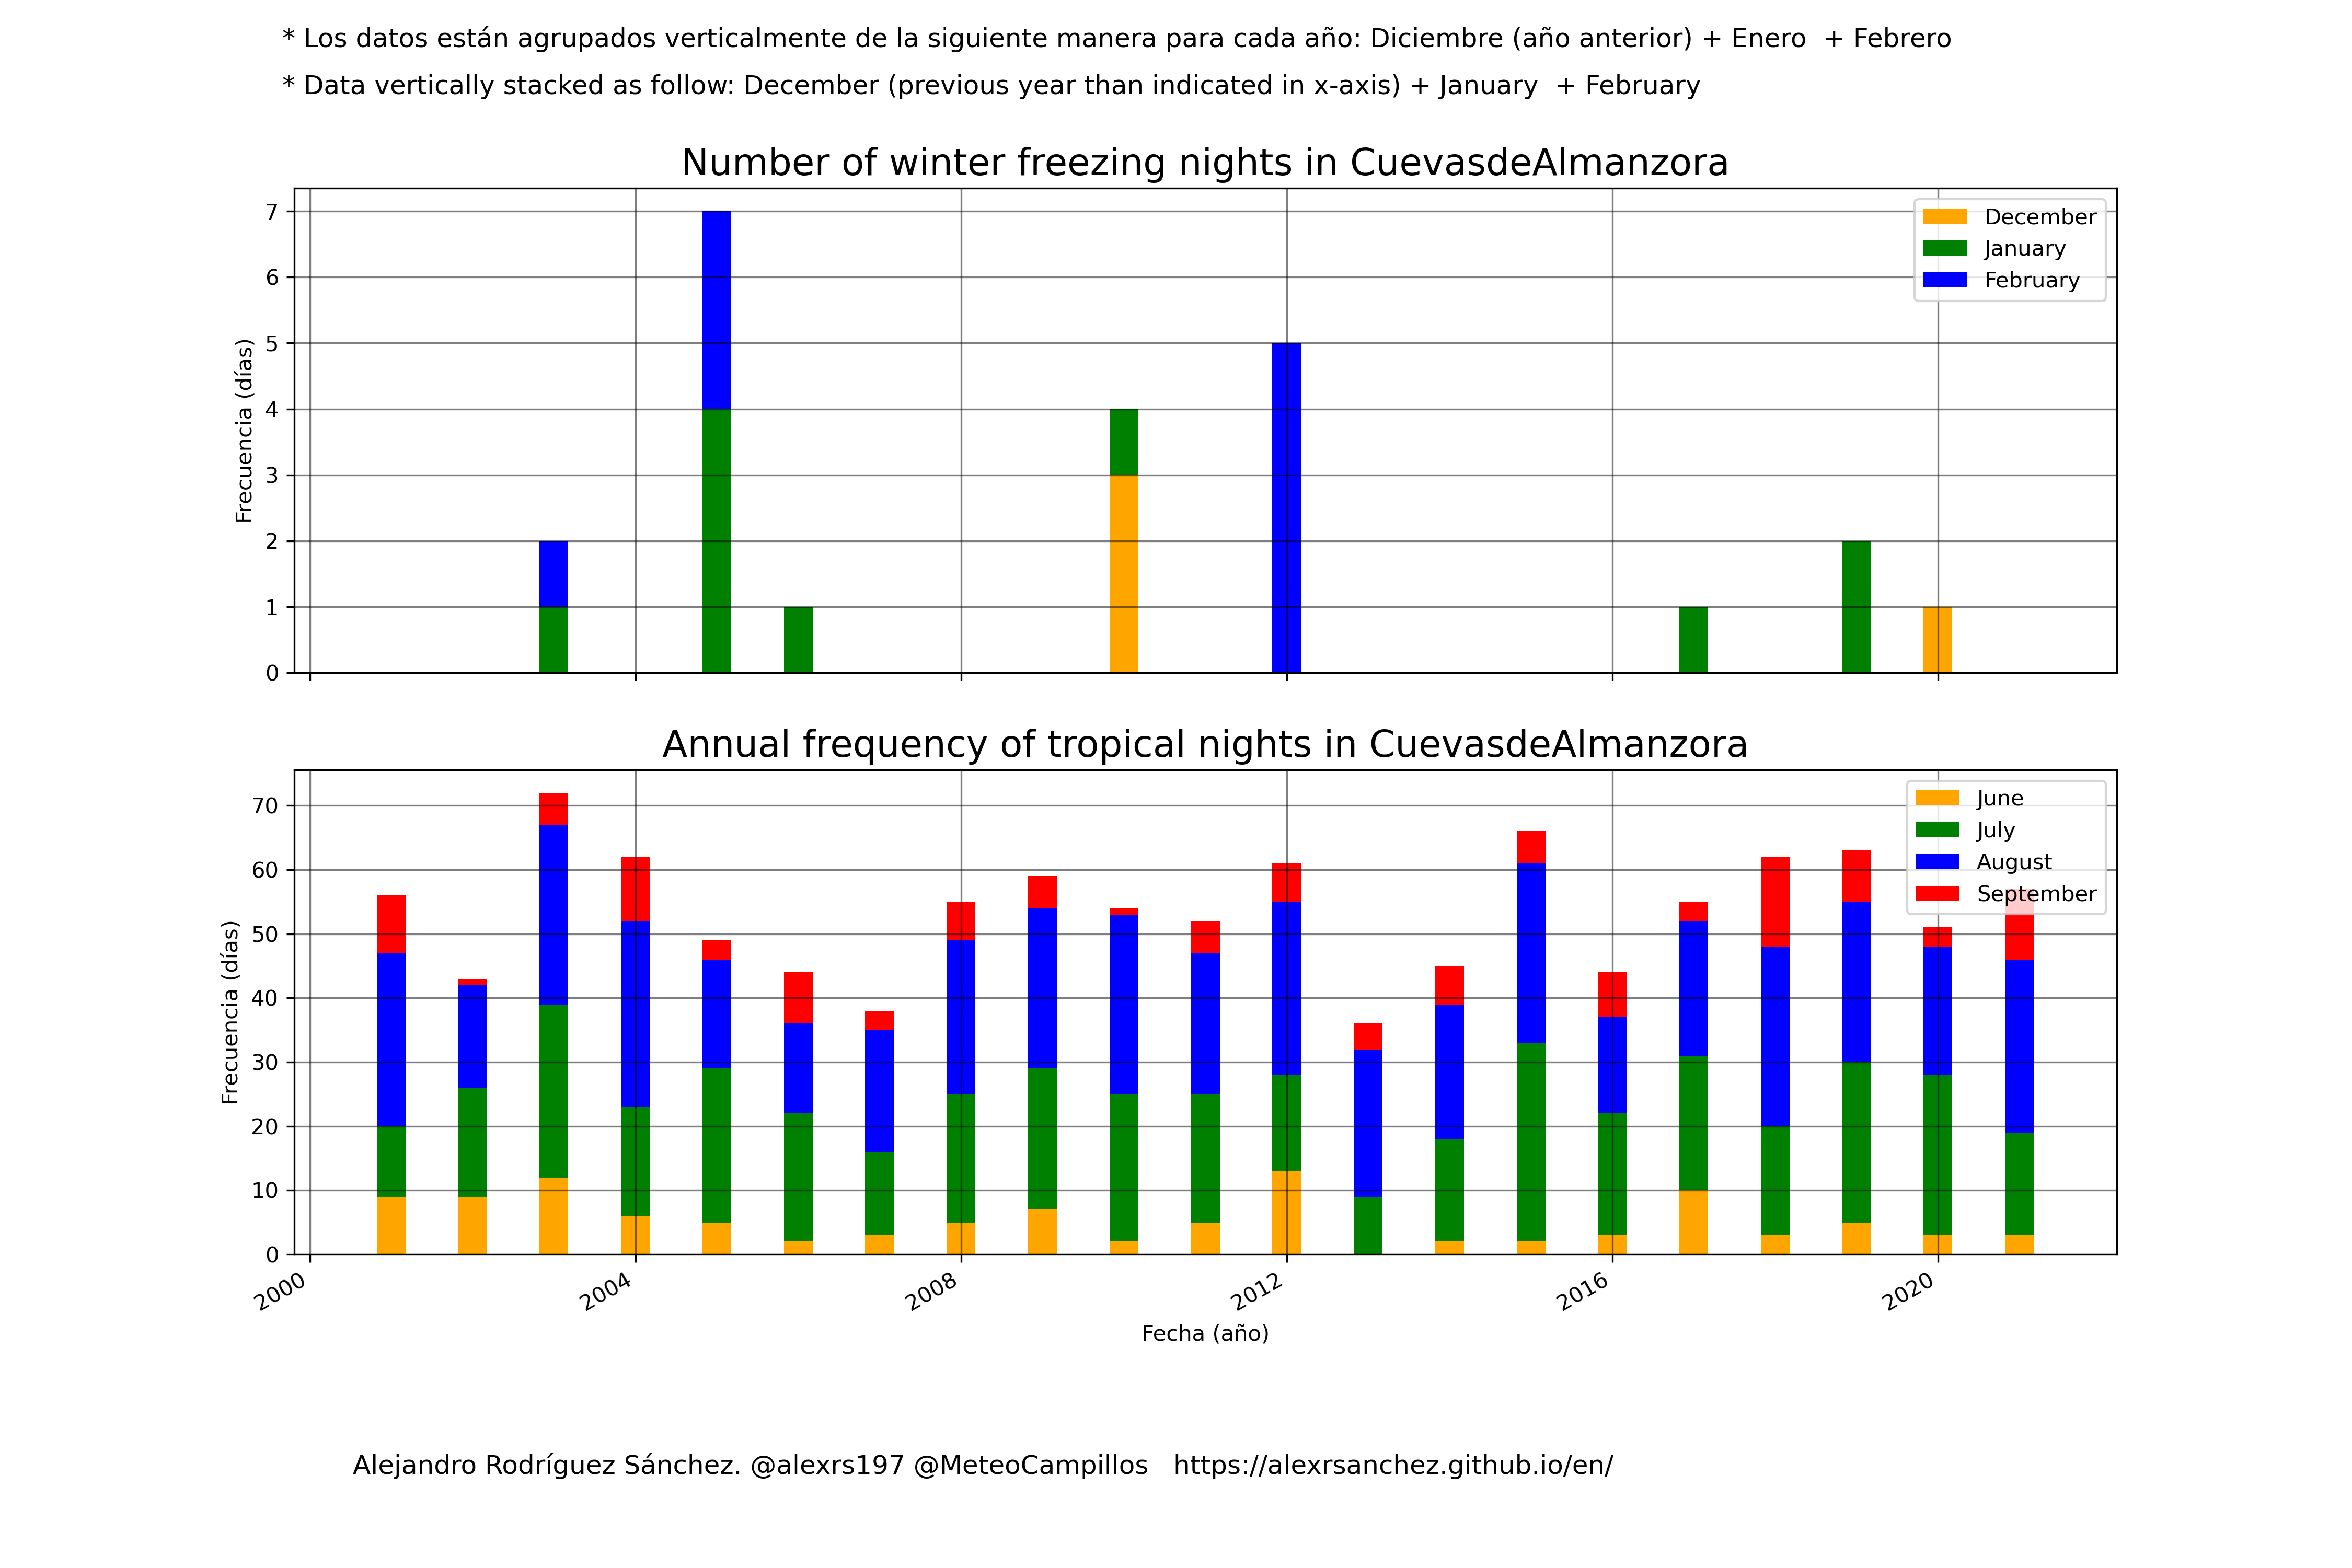 * Los datos están agrupados verticalmente de la siguiente manera para cada año: Diciembre (año anterior) + Enero  + Febrero
* Data vertically stacked as follow: December (previous year than indicated in x-axis) + January  + February
Number of winter freezing nights in CuevasdeAlmanzora
7
6
5
4
3
2
1
0
Frecuencia (días)
December
January
February
Annual frequency of tropical nights in CuevasdeAlmanzora
70
60
50
40
30
20
10
0
Frecuencia (días)
June
July
August
September
2000
2004
2008
2012
2016
2020
Fecha (año)
Alejandro Rodríguez Sánchez. @alexrs197 @MeteoCampillos   https://alexrsanchez.github.io/en/